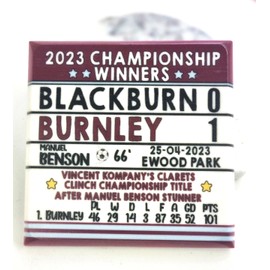 2023 CHAMPIONSHIP
WINNERS
BLACKBURN 0
BURNLEY 1
MANUEL
BENSON 66' 25-04-2023
EWOOD PARK
VINCENT KOMPANY'S CLARETS
CLINCH CHAMPIONSHIP TITLE
AFTER MANUEL BENSON STUNNER
PL W D L F A GD PTS
1. BURNLEY 46 29 14 3 87 35 52 101